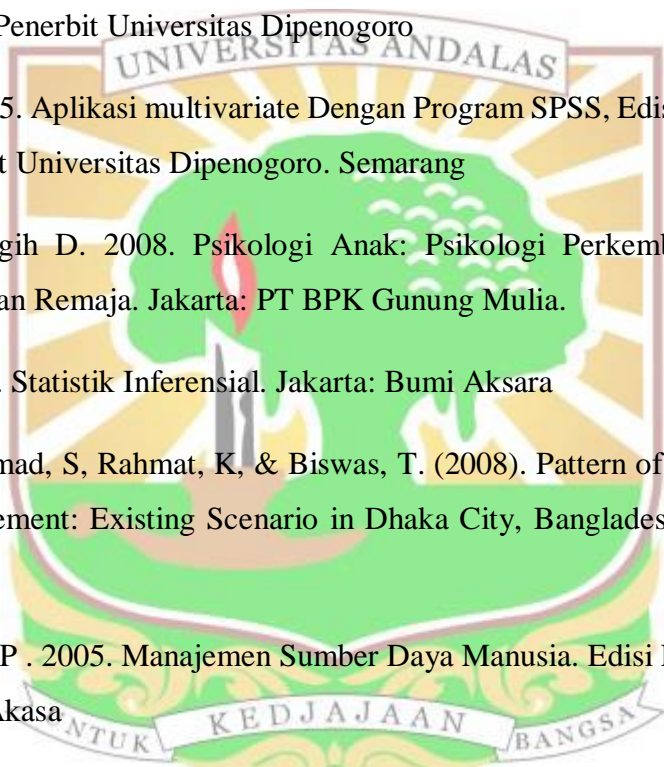 Penerbit Universitas Dipenogoro
UNIVERSITAS ANDALAS
5. Aplikasi multivariate Dengan Program SPSS, Edis
t Universitas Dipenogoro. Semarang
gih D. 2008. Psikologi Anak: Psikologi Perkemb
an Remaja. Jakarta: PT BPK Gunung Mulia.
. Statistik Inferensial. Jakarta: Bumi Aksara
mad, S, Rahmat, K, & Biswas, T. (2008). Pattern of
ement: Existing Scenario in Dhaka City, Banglades
P . 2005. Manajemen Sumber Daya Manusia. Edisi
Akasa
UNTUK KEDJAJAAN BANGSA